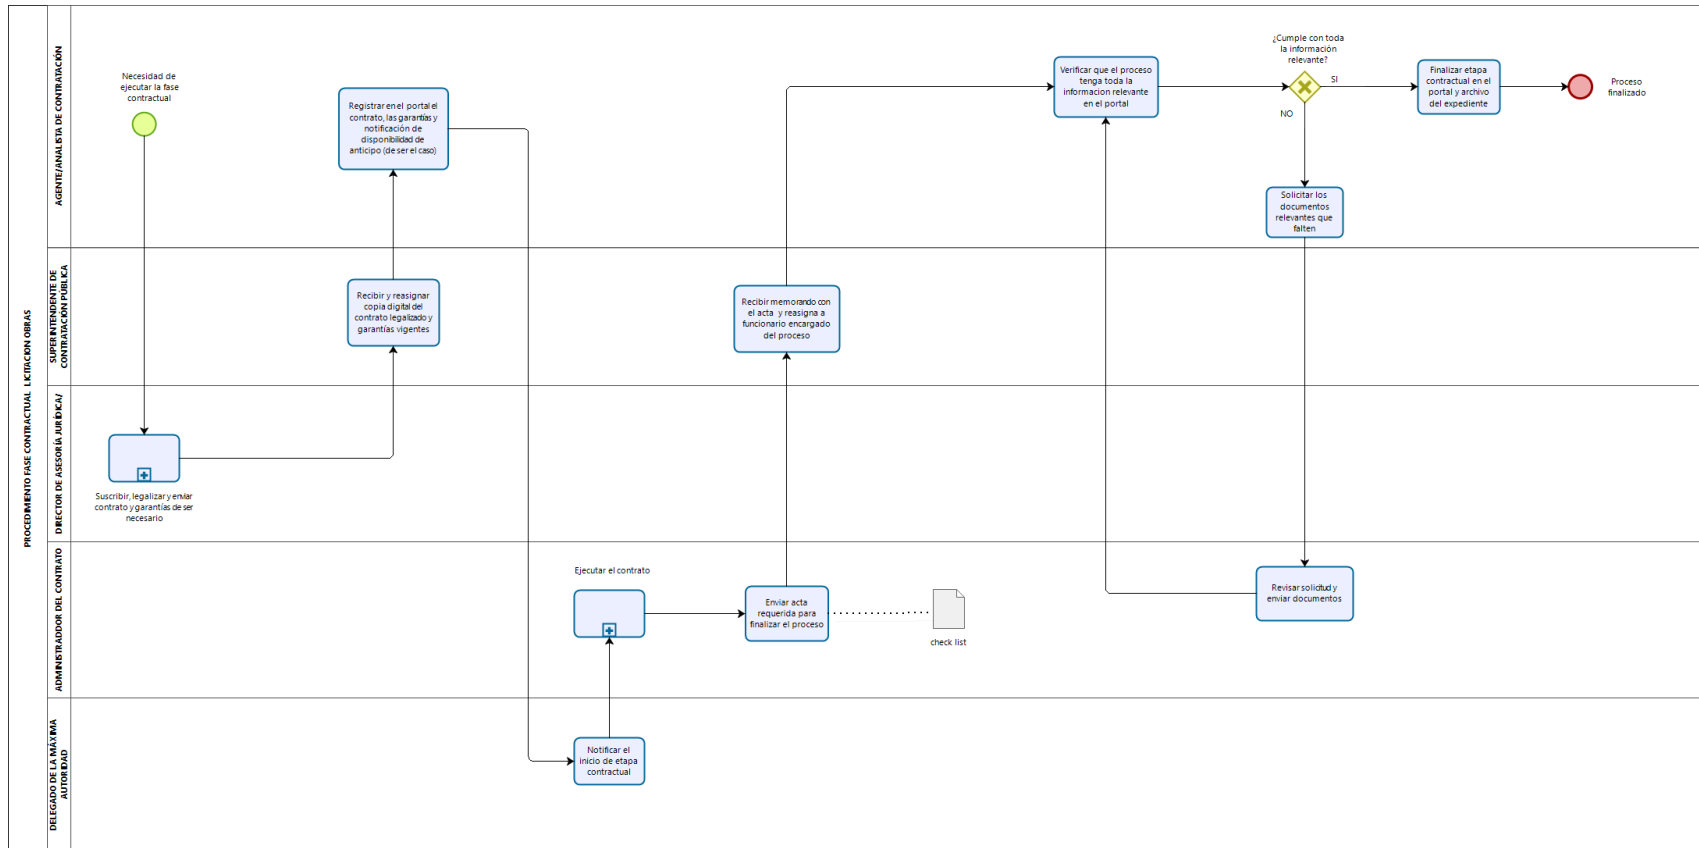 PROCEDIMIENTO FASE CONTRACTUAL LICITACION OBRAS
AGENTE/ANALISTA DE CONTRATACIÓN
Necesidad de
ejecutar la fase
contractual
Registrar en el portal el
contrato, las garantías y
notificación de
disponibilidad de
anticipo (de ser el caso)
Verificar que el proceso
tenga toda la
informacion relevante
en el portal
¿Cumple con toda
la información
relevante?
SI
NO
Finalizar etapa
contractual en el
portal y archivo
del expediente
Proceso
finalizado
Solicitar los
documentos
relevantes que
falten
SUPERINTENDENTE DE
CONTRATACIÓN PÚBLICA
Recibir y reasignar
copia digital del
contrato legalizado y
garantías vigentes
Recibir memorando con
el acta y reasigna a
funcionario encargado
del proceso
DIRECTOR DE ASESORÍA JURÍDICA/
Suscribir, legalizar y enviar
contrato y garantías de ser
necesario
ADMINISTRADDOR DEL CONTRATO
Ejecutar el contrato
Enviar acta
requerida para
finalizar el proceso
check list
Revisar solicitud y
enviar documentos
DELEGADO DE LA MÁXIMA
AUTORIDAD
Notificar el
inicio de etapa
contractual